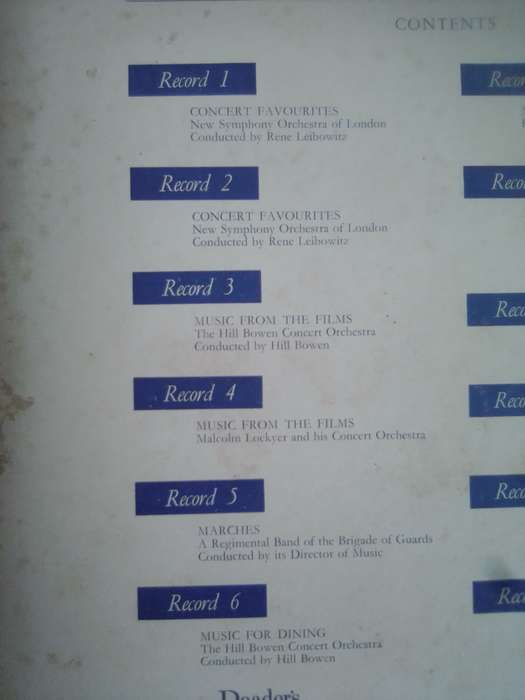 CONTENTS
Record 1
CONCERT FAVOURITES
New Symphony Orchestra of London
Conducted by Rene Leibowitz
Record 2
CONCERT FAVOURITES
New Symphony Orchestra of London
Conducted by Rene Leibowitz
Record 3
MUSIC FROM THE FILMS
The Hill Bowen Concert Orchestra
Conducted by Hill Bowen
Record 4
MUSIC FROM THE FILMS
Malcolm Lockyer and his Concert Orchestra
Record 5
MARCHES
A Regimental Band of the Brigade of Guards
Conducted by its Director of Music
Record 6
MUSIC FOR DINING
The Hill Bowen Concert Orchestra
Conducted by Hill Bowen